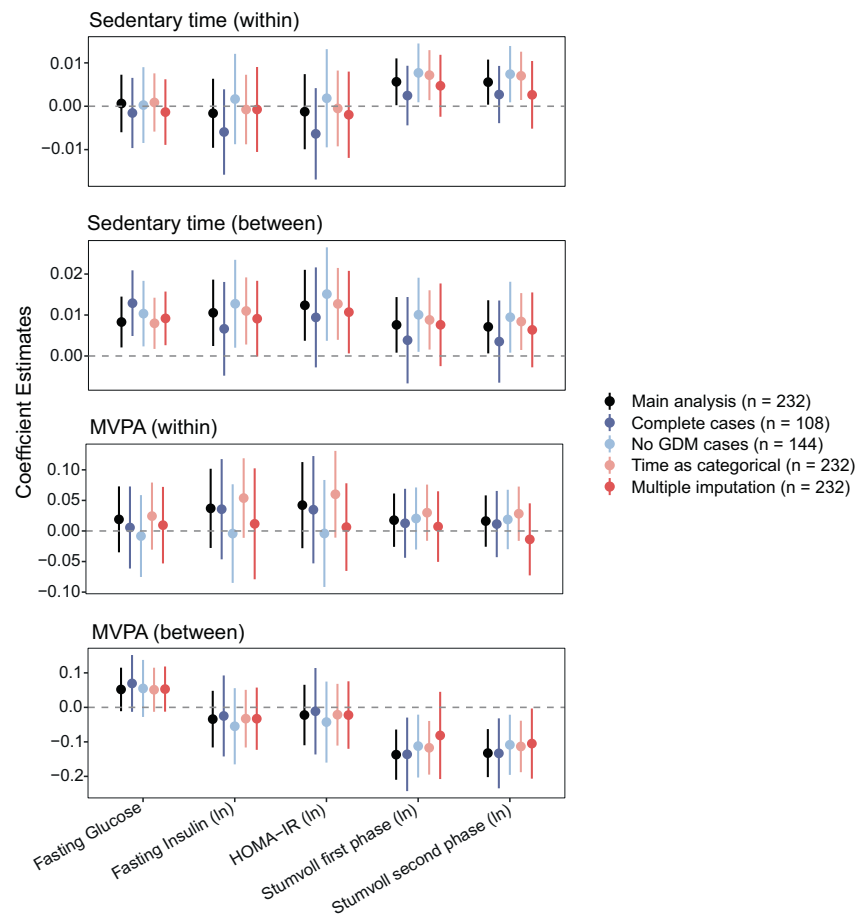 Sedentary time (within)
0.01
0.00
−0.01
Sedentary time (between)
0.02
0.01
0.00
MVPA (within)
0.10
0.05
0.00
−0.05
−0.10
MVPA (between)
0.1
0.0
−0.1
−0.2
Coefficient Estimates
Fasting Glucose
Fasting Insulin (ln)
HOMA−IR (ln)
Stumvoll first phase (ln)
Stumvoll second phase (ln)
Main analysis (n = 232)
Complete cases (n = 108)
No GDM cases (n = 144)
Time as categorical (n = 232)
Multiple imputation (n = 232)